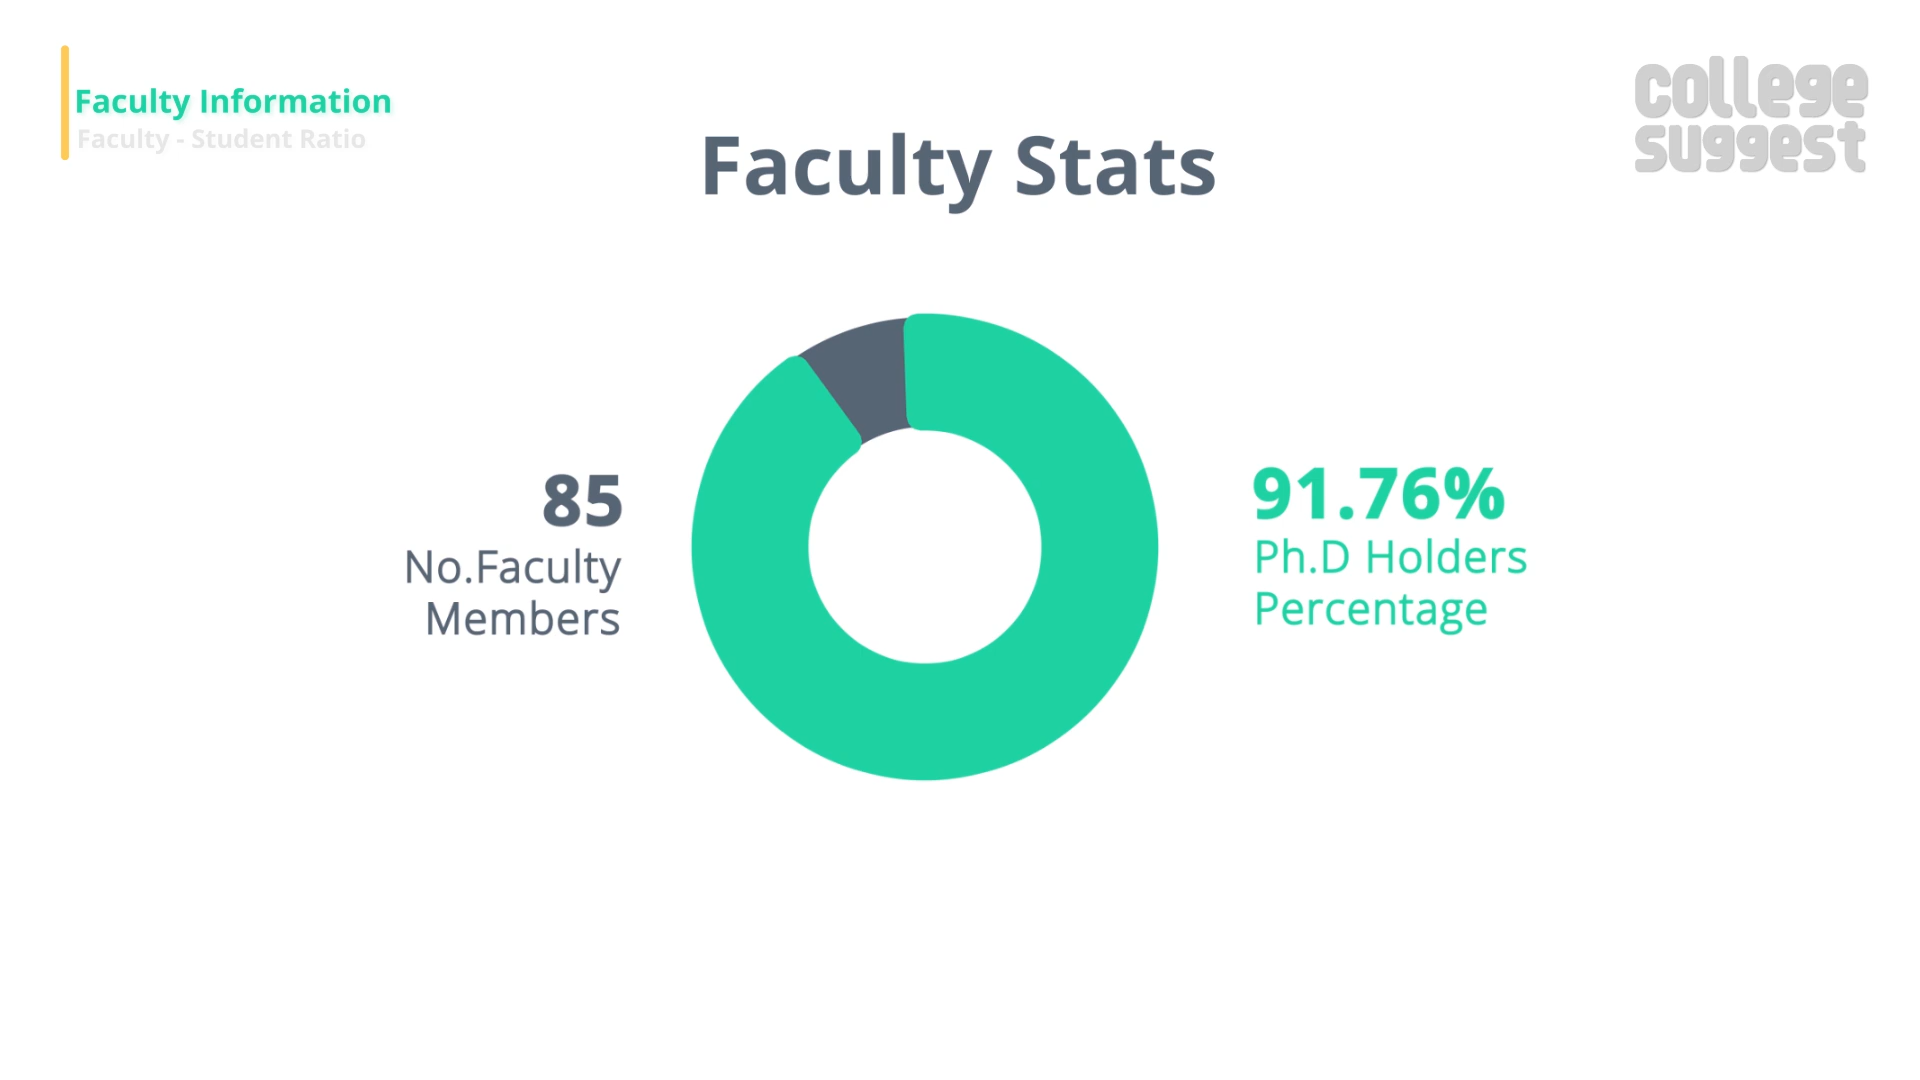 Faculty Information
Faculty - Student Ratio
college
suggest
Faculty Stats
85
No.Faculty
Members
91.76%
Ph.D Holders
Percentage